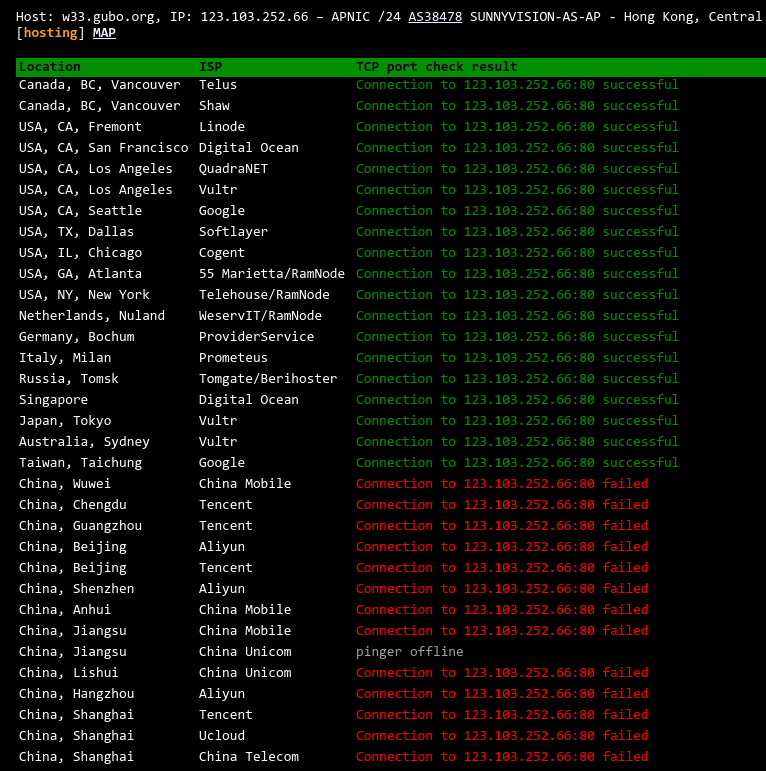 Host: w33.gubo.org, IP: 123.103.252.66 – APNIC /24 AS38478 SUNNYVISION-AS-AP - Hong Kong, Central
[hosting] MAP
Location ISP TCP port check result
Canada, BC, Vancouver Telus Connection to 123.103.252.66:80 successful
Canada, BC, Vancouver Shaw Connection to 123.103.252.66:80 successful
USA, CA, Fremont Linode Connection to 123.103.252.66:80 successful
USA, CA, San Francisco Digital Ocean Connection to 123.103.252.66:80 successful
USA, CA, Los Angeles QuadraNET Connection to 123.103.252.66:80 successful
USA, CA, Los Angeles Vultr Connection to 123.103.252.66:80 successful
USA, CA, Seattle Google Connection to 123.103.252.66:80 successful
USA, TX, Dallas Softlayer Connection to 123.103.252.66:80 successful
USA, IL, Chicago Cogent Connection to 123.103.252.66:80 successful
USA, GA, Atlanta 55 Marietta/RamNode Connection to 123.103.252.66:80 successful
USA, NY, New York Telehouse/RamNode Connection to 123.103.252.66:80 successful
Netherlands, Nuland WeservIT/RamNode Connection to 123.103.252.66:80 successful
Germany, Bochum ProviderService Connection to 123.103.252.66:80 successful
Italy, Milan Prometeus Connection to 123.103.252.66:80 successful
Russia, Tomsk Tomgate/Berihoster Connection to 123.103.252.66:80 successful
Singapore Digital Ocean Connection to 123.103.252.66:80 successful
Japan, Tokyo Vultr Connection to 123.103.252.66:80 successful
Australia, Sydney Vultr Connection to 123.103.252.66:80 successful
Taiwan, Taichung Google Connection to 123.103.252.66:80 successful
China, Wuwei China Mobile Connection to 123.103.252.66:80 failed
China, Chengdu Tencent Connection to 123.103.252.66:80 failed
China, Guangzhou Tencent Connection to 123.103.252.66:80 failed
China, Beijing Aliyun Connection to 123.103.252.66:80 failed
China, Beijing Tencent Connection to 123.103.252.66:80 failed
China, Shenzhen Aliyun Connection to 123.103.252.66:80 failed
China, Anhui China Mobile Connection to 123.103.252.66:80 failed
China, Jiangsu China Mobile Connection to 123.103.252.66:80 failed
China, Jiangsu China Unicom pinger offline
China, Lishui China Unicom Connection to 123.103.252.66:80 failed
China, Hangzhou Aliyun Connection to 123.103.252.66:80 failed
China, Shanghai Tencent Connection to 123.103.252.66:80 failed
China, Shanghai Ucloud Connection to 123.103.252.66:80 failed
China, Shanghai China Telecom Connection to 123.103.252.66:80 failed